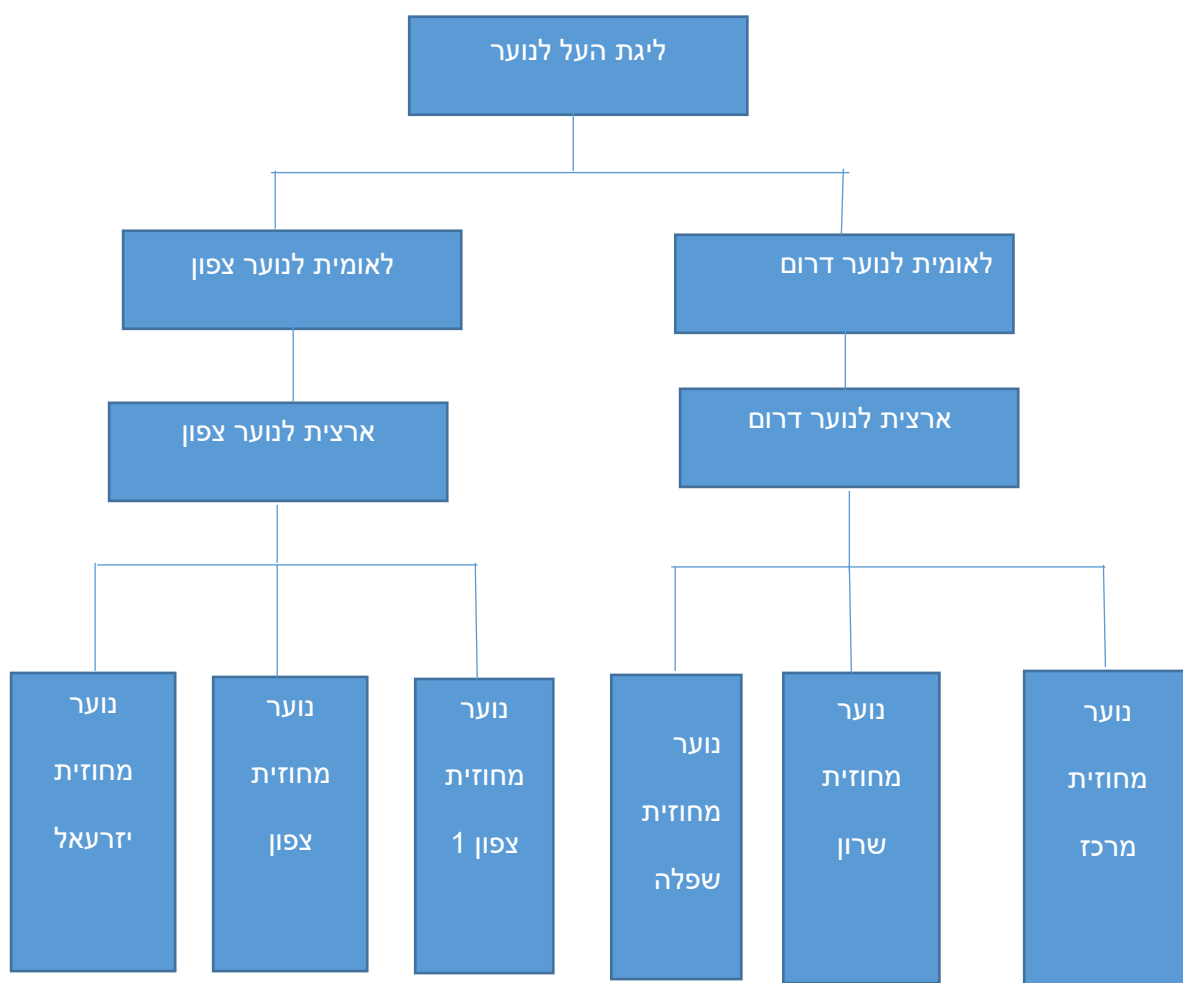 ליגת העל לנוער
לאומית לנוער דרום
לאומית לנוער צפון
ארצית לנוער דרום
ארצית לנוער צפון
נוער
מחוזית
מרכז
נוער
מחוזית
שרון
נוער
מחוזית
שפלה
נוער
מחוזית
צפון 1
נוער
מחוזית
צפון
נוער
מחוזית
יזרעאל